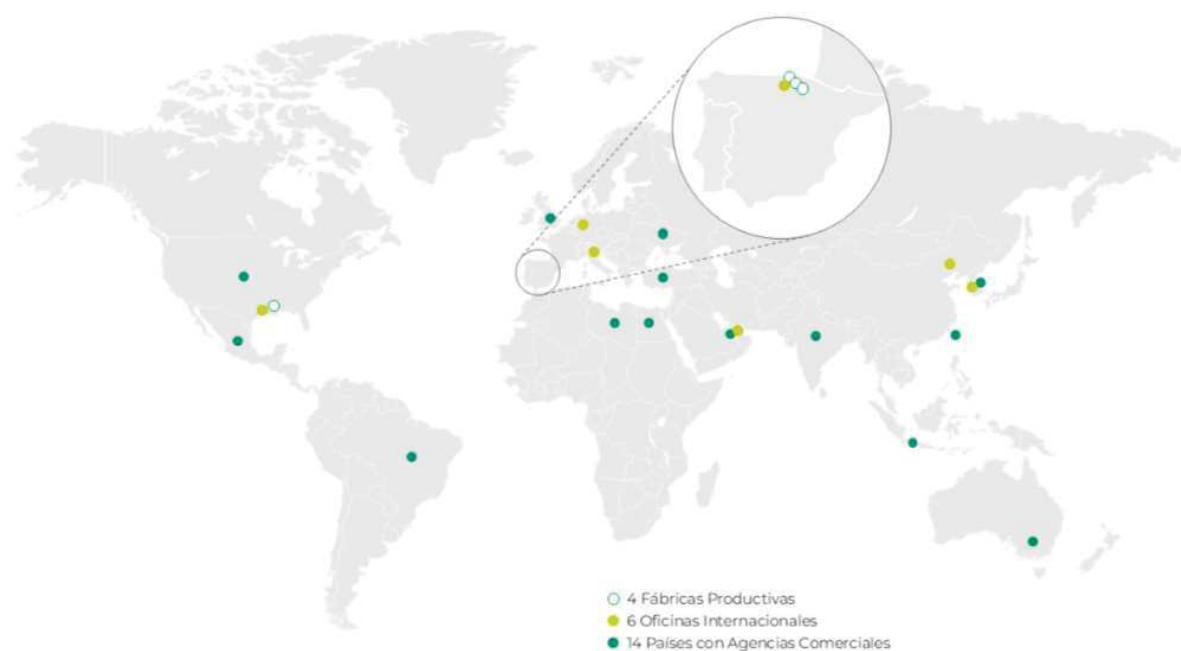 4 Fábricas Productivas
6 Oficinas Internacionales
14 Países con Agencias Comerciales